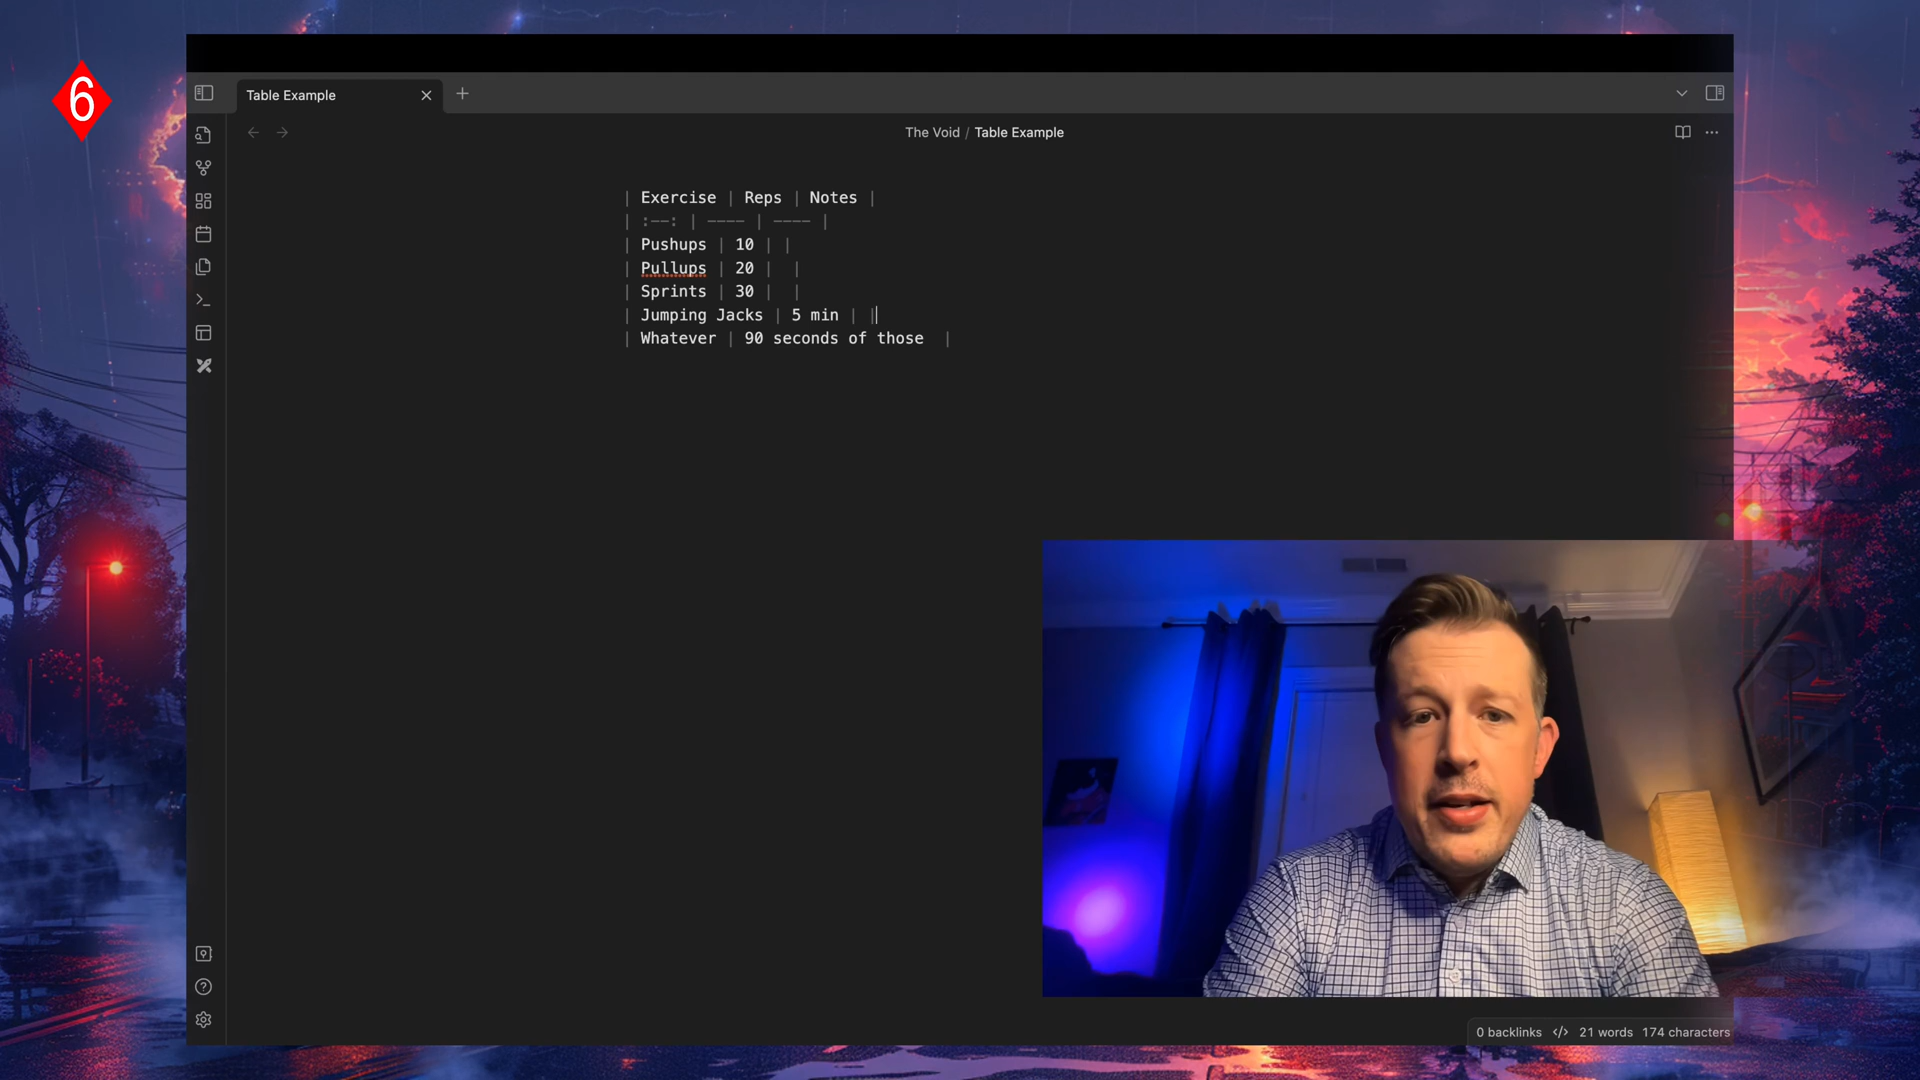 6
Table Example
The Void / Table Example
| Exercise | Reps | Notes |
| :--: | ---- | ---- |
| Pushups | 10 | |
| Pullups | 20 |  |
| Sprints | 30 |  |
| Jumping Jacks | 5 min |  |
| Whatever | 90 seconds of those  |
0 backlinks </> 21 words 174 characters